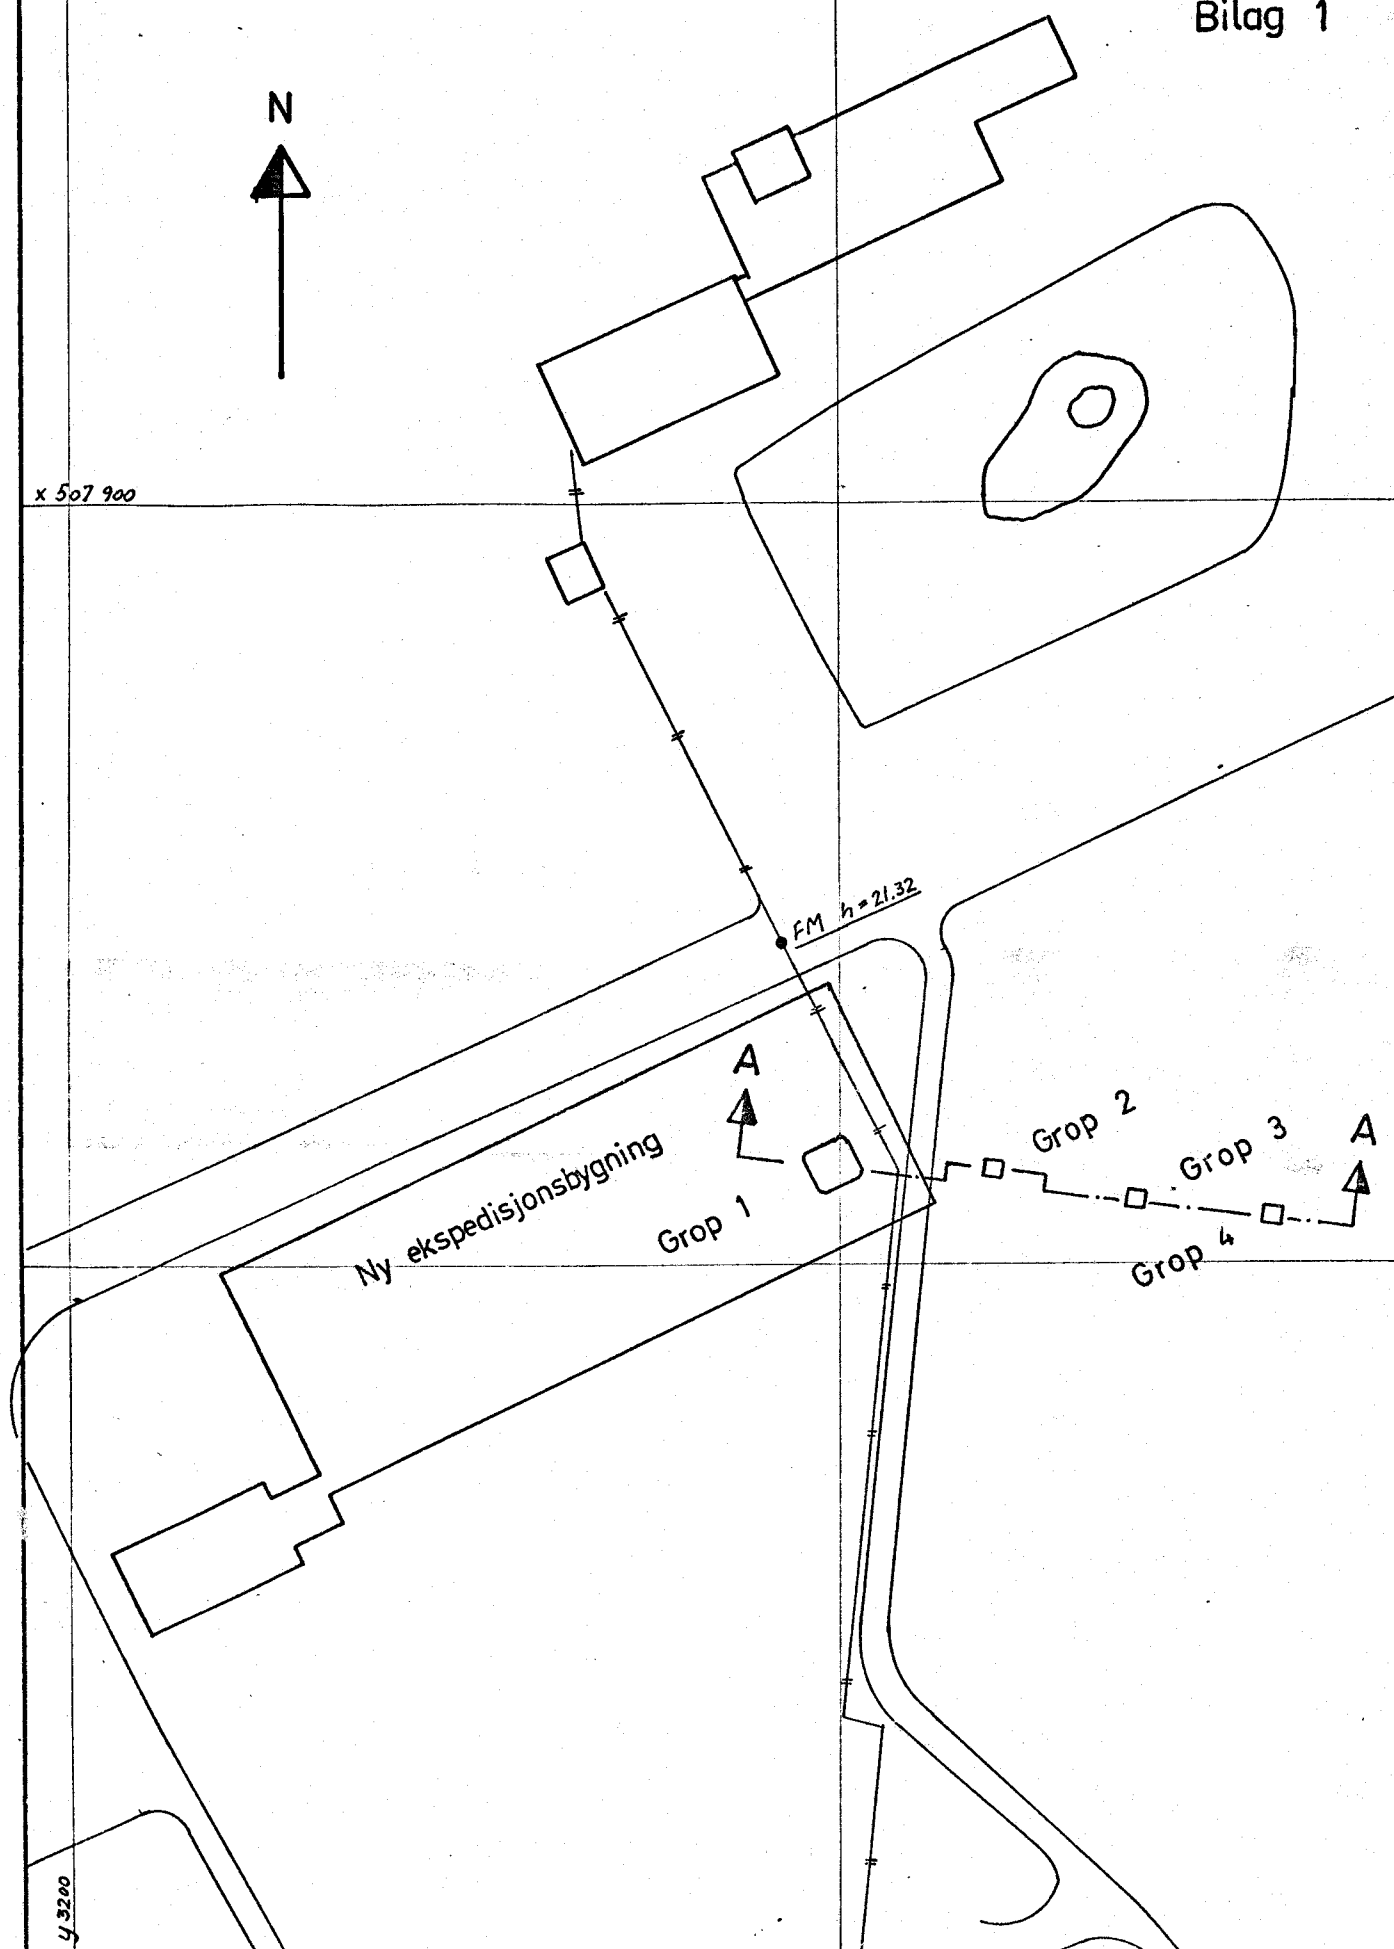 Bilag 1
N
x 507 900
FM h = 21.32
A
Grop 2
Grop 3
A
Ny ekspedisjonsbygning
Grop 1
Grop 4
y 3200